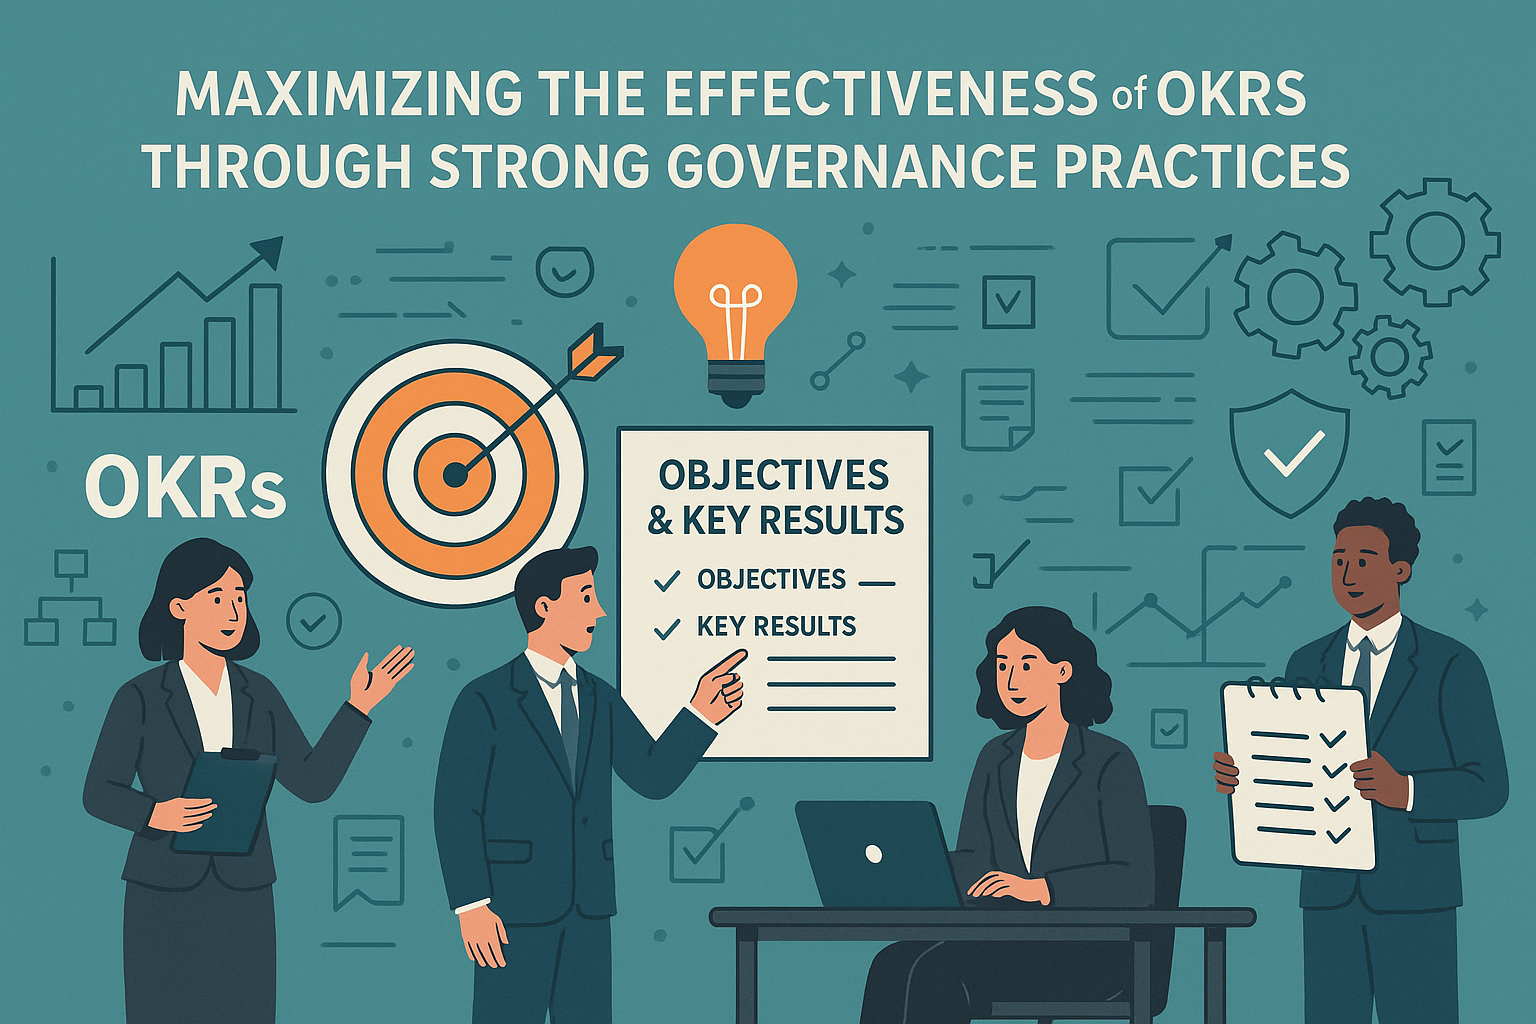 MAXIMIZING THE EFFECTIVENESS of OKRS
THROUGH STRONG GOVERNANCE PRACTICES
OKRs
OBJECTIVES
& KEY RESULTS
OBJECTIVES
KEY RESULTS